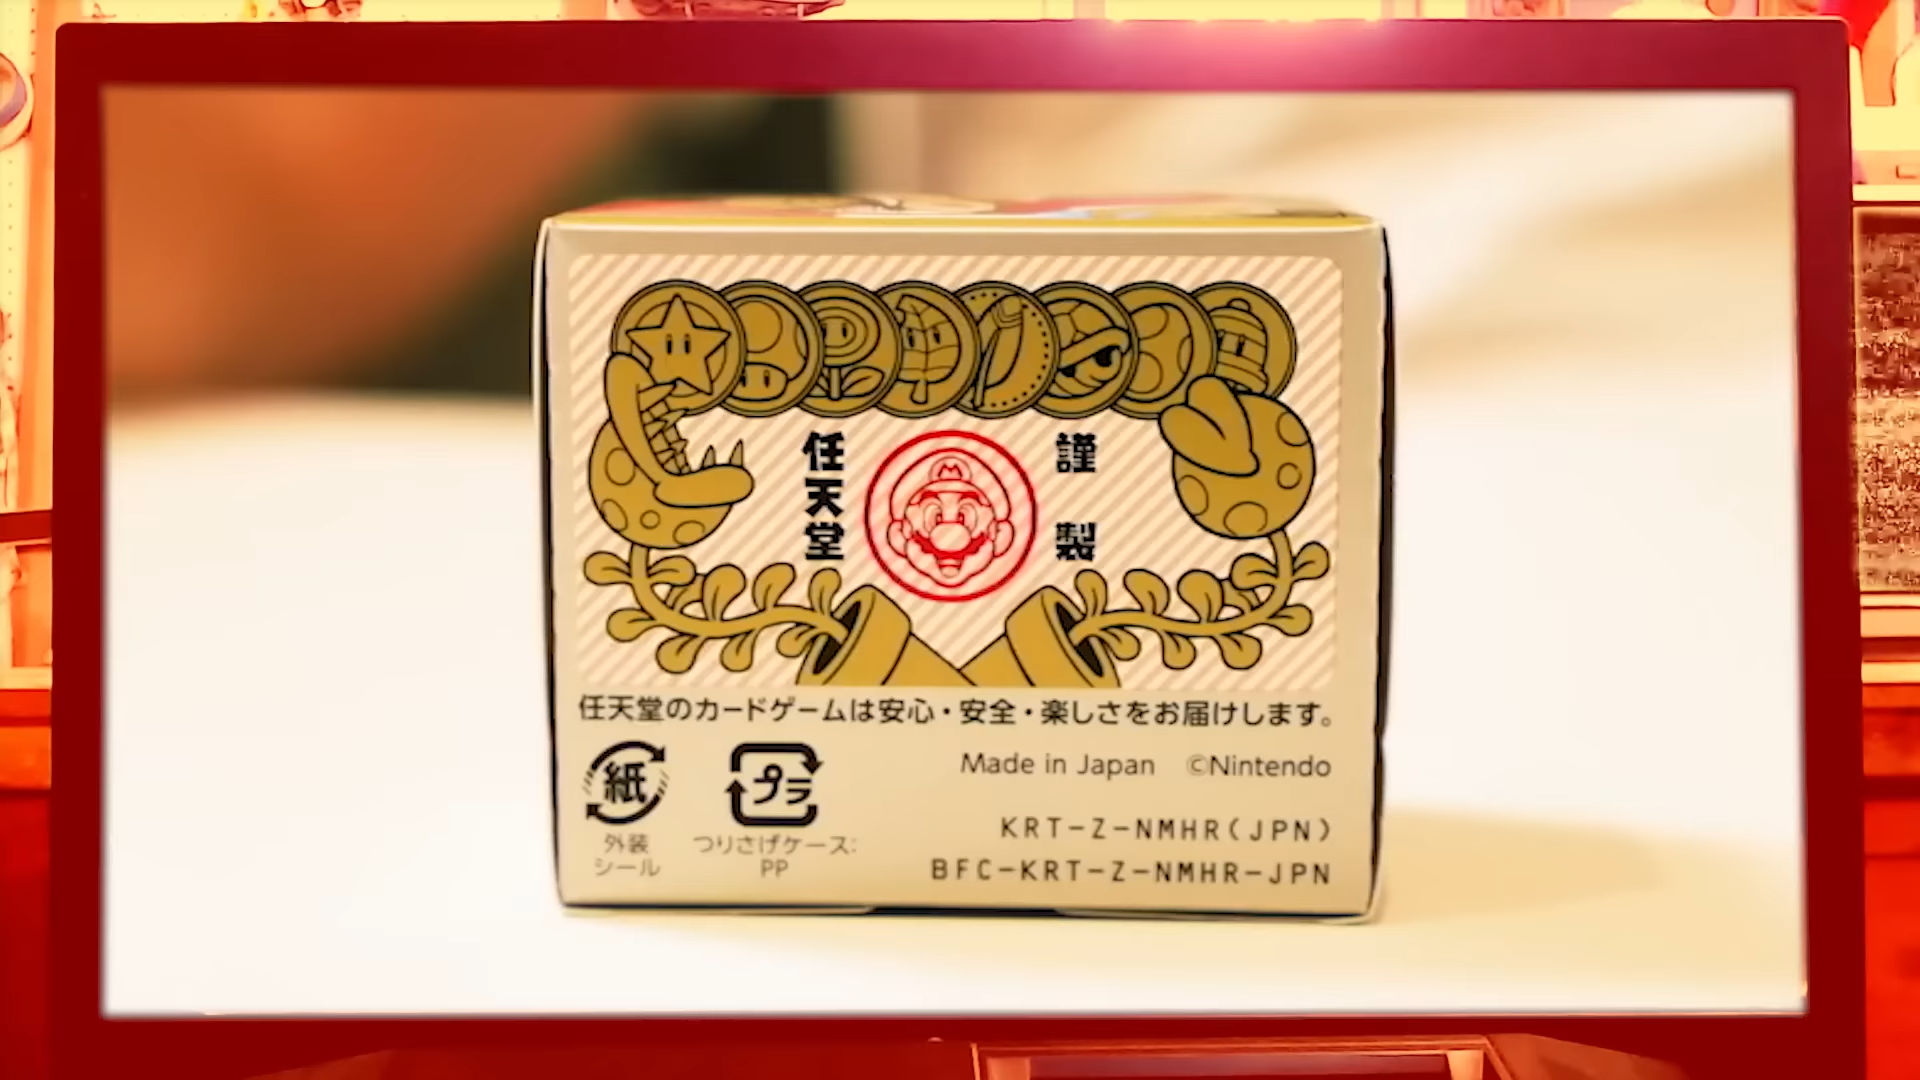 謹製
任天堂
任天堂のカードゲームは安心・安全・楽しさをお届けします。
紙
外装
シール
プラ
つりさげケース:
PP
Made in Japan ©Nintendo
KRT-Z-NMHR(JPN)
BFC-KRT-Z-NMHR-JPN